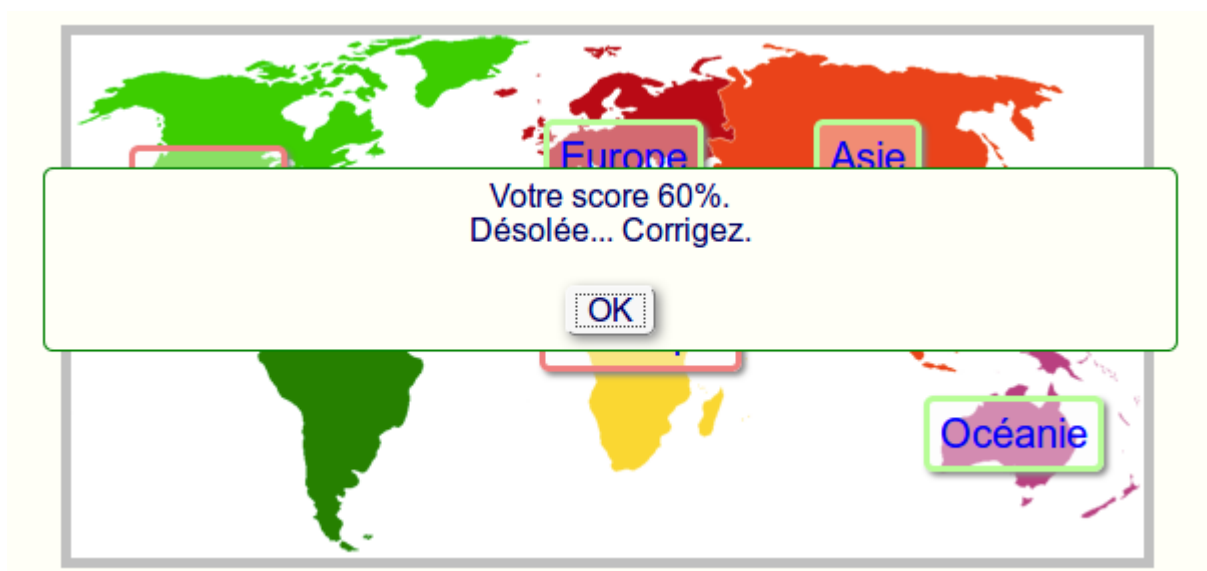 Europe
Asie
Votre score 60%.
Désolée... Corrigez.
OK
Océanie